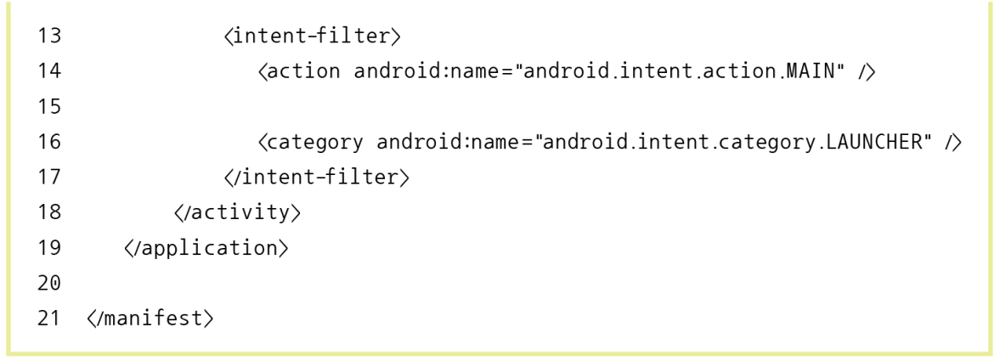 13 <intent-filter>
14 <action android:name="android.intent.action.MAIN" />
15
16 <category android:name="android.intent.category.LAUNCHER" />
17 </intent-filter>
18 </activity>
19 </application>
20
21 </manifest>